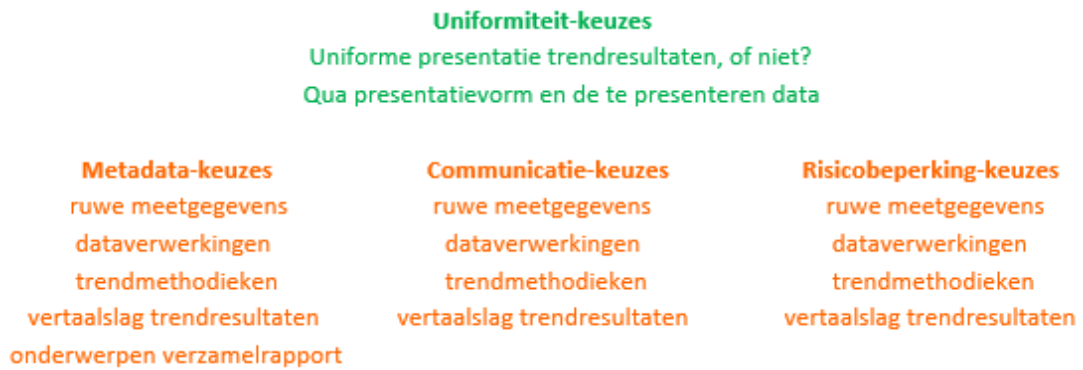 Uniformiteit-keuzes
Uniforme presentatie trendresultaten, of niet?
Qua presentatievorm en de te presenteren data
Metadata-keuzes
ruwe meetgegevens
dataverwerkingen
trendmethodieken
vertaalslag trendresultaten
onderwerpen verzamelrapport
Communicatie-keuzes
ruwe meetgegevens
dataverwerkingen
trendmethodieken
vertaalslag trendresultaten
Risicobeperking-keuzes
ruwe meetgegevens
dataverwerkingen
trendmethodieken
vertaalslag trendresultaten